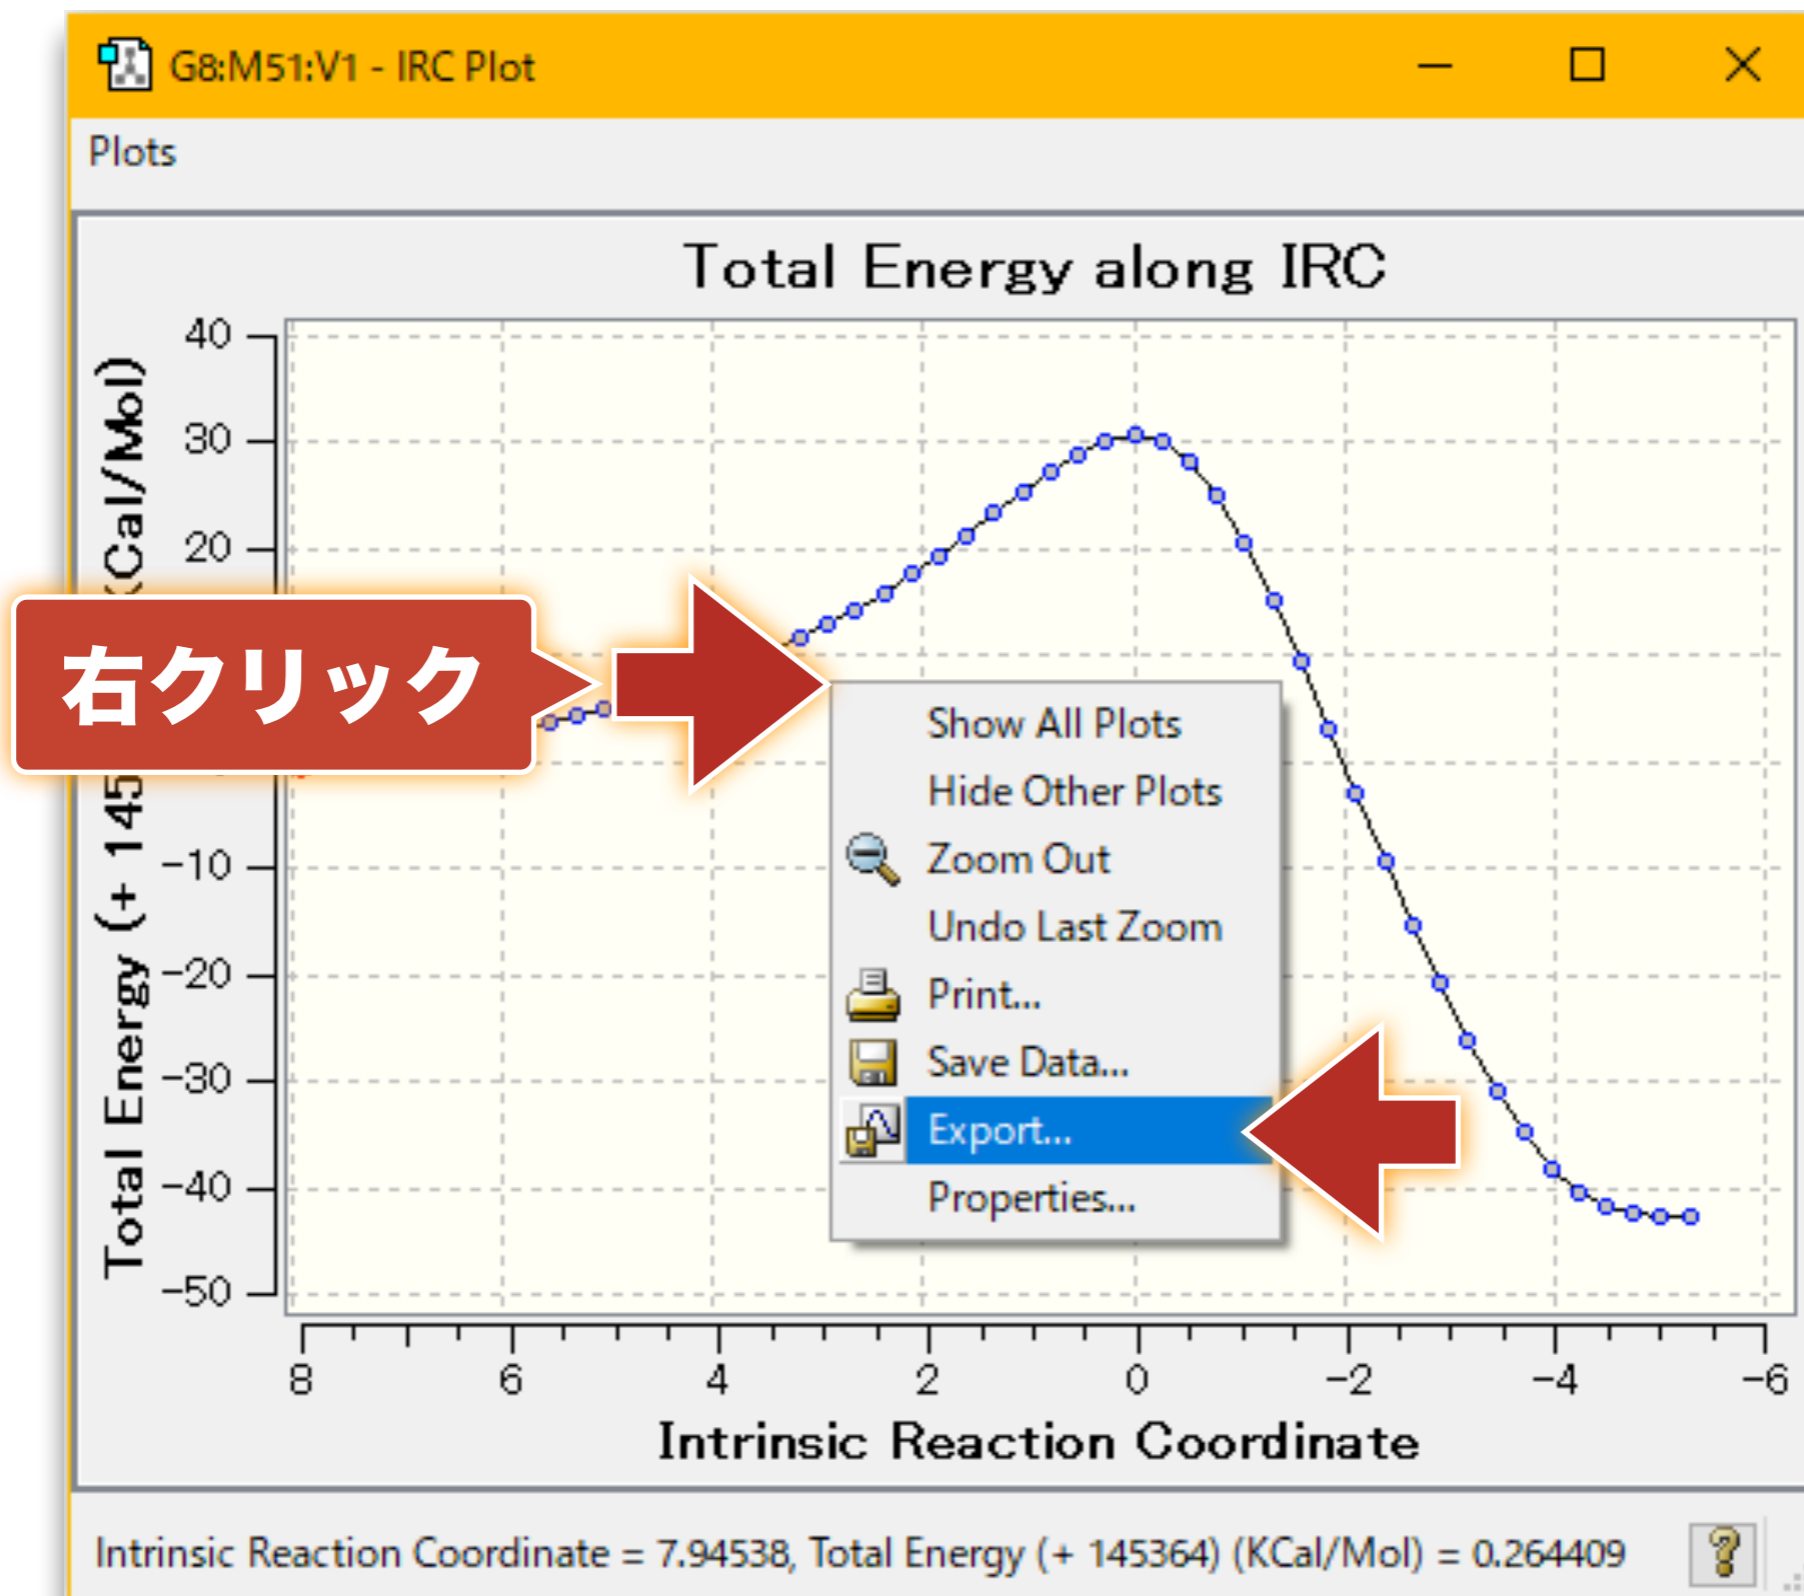 G8:M51:V1 - IRC Plot
Plots
Total Energy along IRC
40
30
20
-10
-20
-30
-40
-50
Total Energy (+ 145 (Cal/Mol)
右クリック
Show All Plots
Hide Other Plots
Zoom Out
Undo Last Zoom
Print...
Save Data...
Export...
Properties...
8 6 4 2 0 -2 -4 -6
Intrinsic Reaction Coordinate
Intrinsic Reaction Coordinate = 7.94538, Total Energy (+ 145364) (KCal/Mol) = 0.264409
?